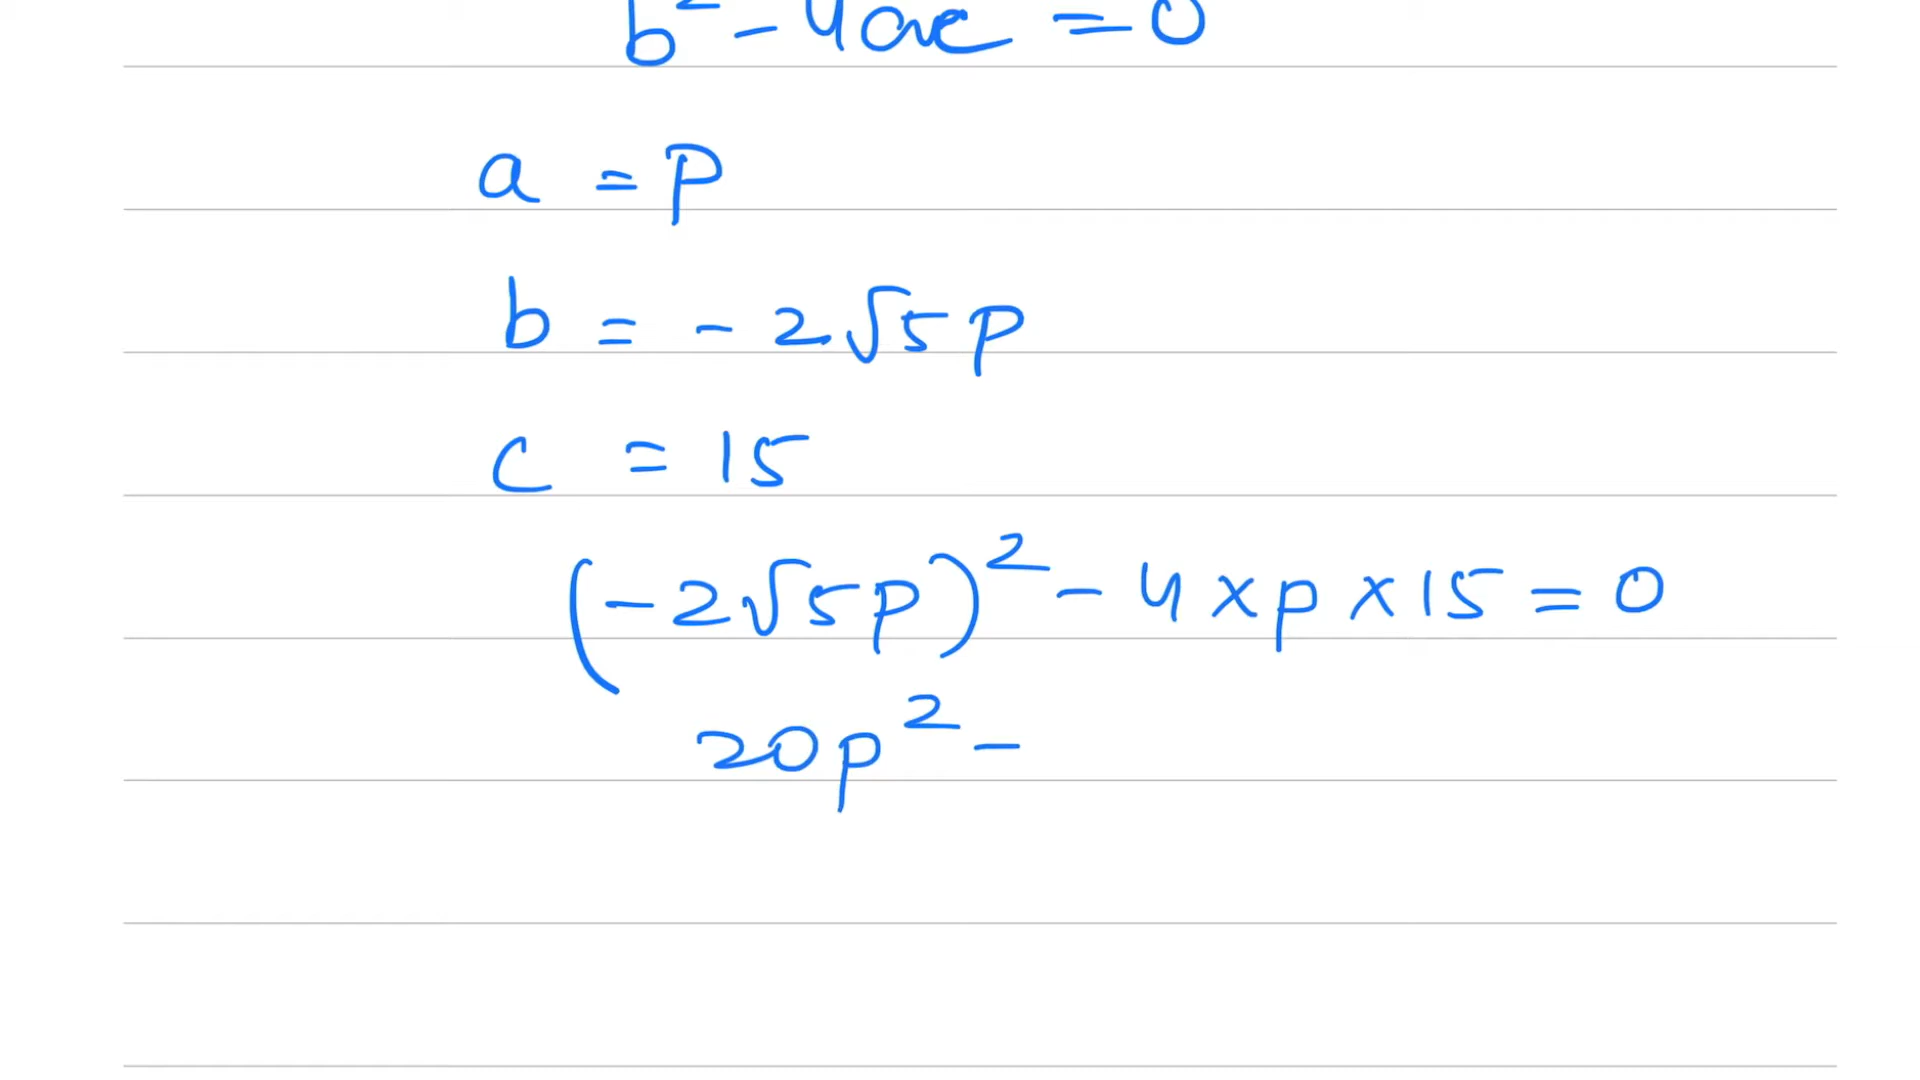 b² - 4ac = 0
a = p
b = - 2√5 p
c = 15
(-2√5p)² - 4 × p × 15 = 0
20p² -